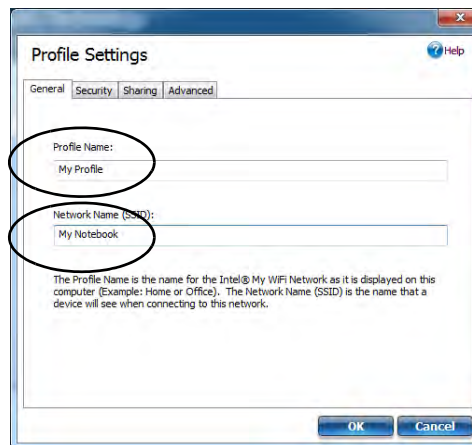 x
Profile Settings
Help
General Security Sharing Advanced
Profile Name:
My Profile
Network Name (SSID):
My Notebook
The Profile Name is the name for the Intel® My WiFi Network as it is displayed on this
computer (Example: Home or Office). The Network Name (SSID) is the name that a
device will see when connecting to this network.
OK Cancel